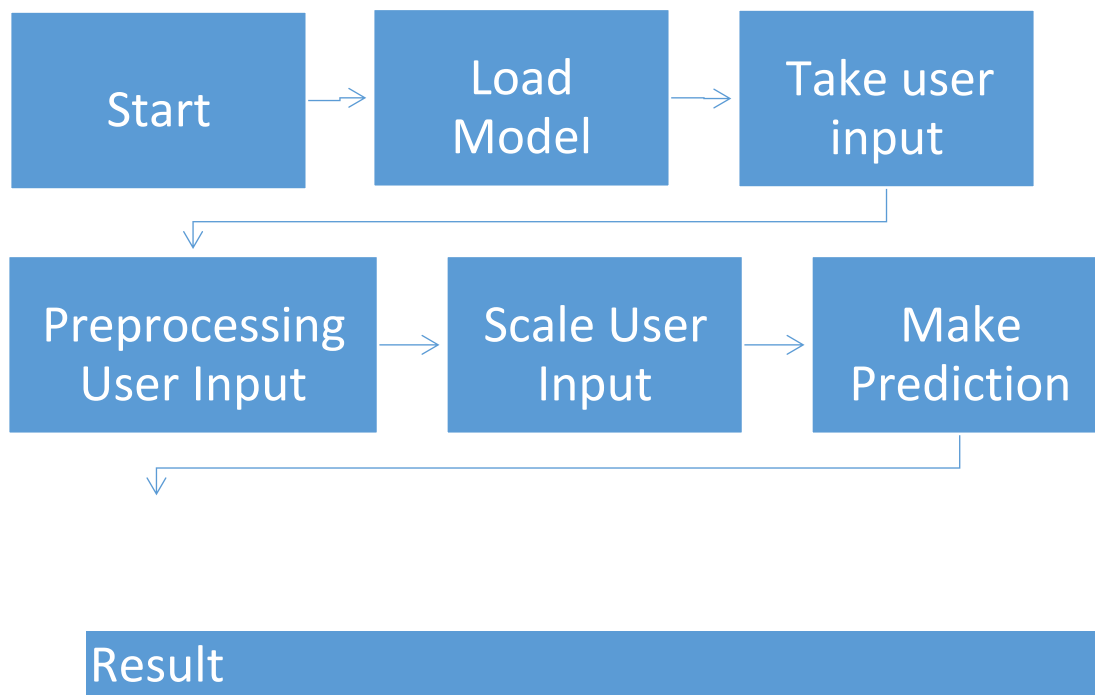 Start
Load
Model
Take user
input
Preprocessing
User Input
Scale User
Input
Make
Prediction
Result